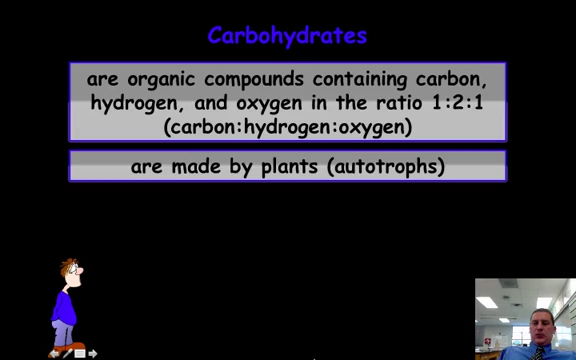 Carbohydrates
are organic compounds containing carbon,
hydrogen, and oxygen in the ratio 1:2:1
(carbon:hydrogen:oxygen)
are made by plants (autotrophs)